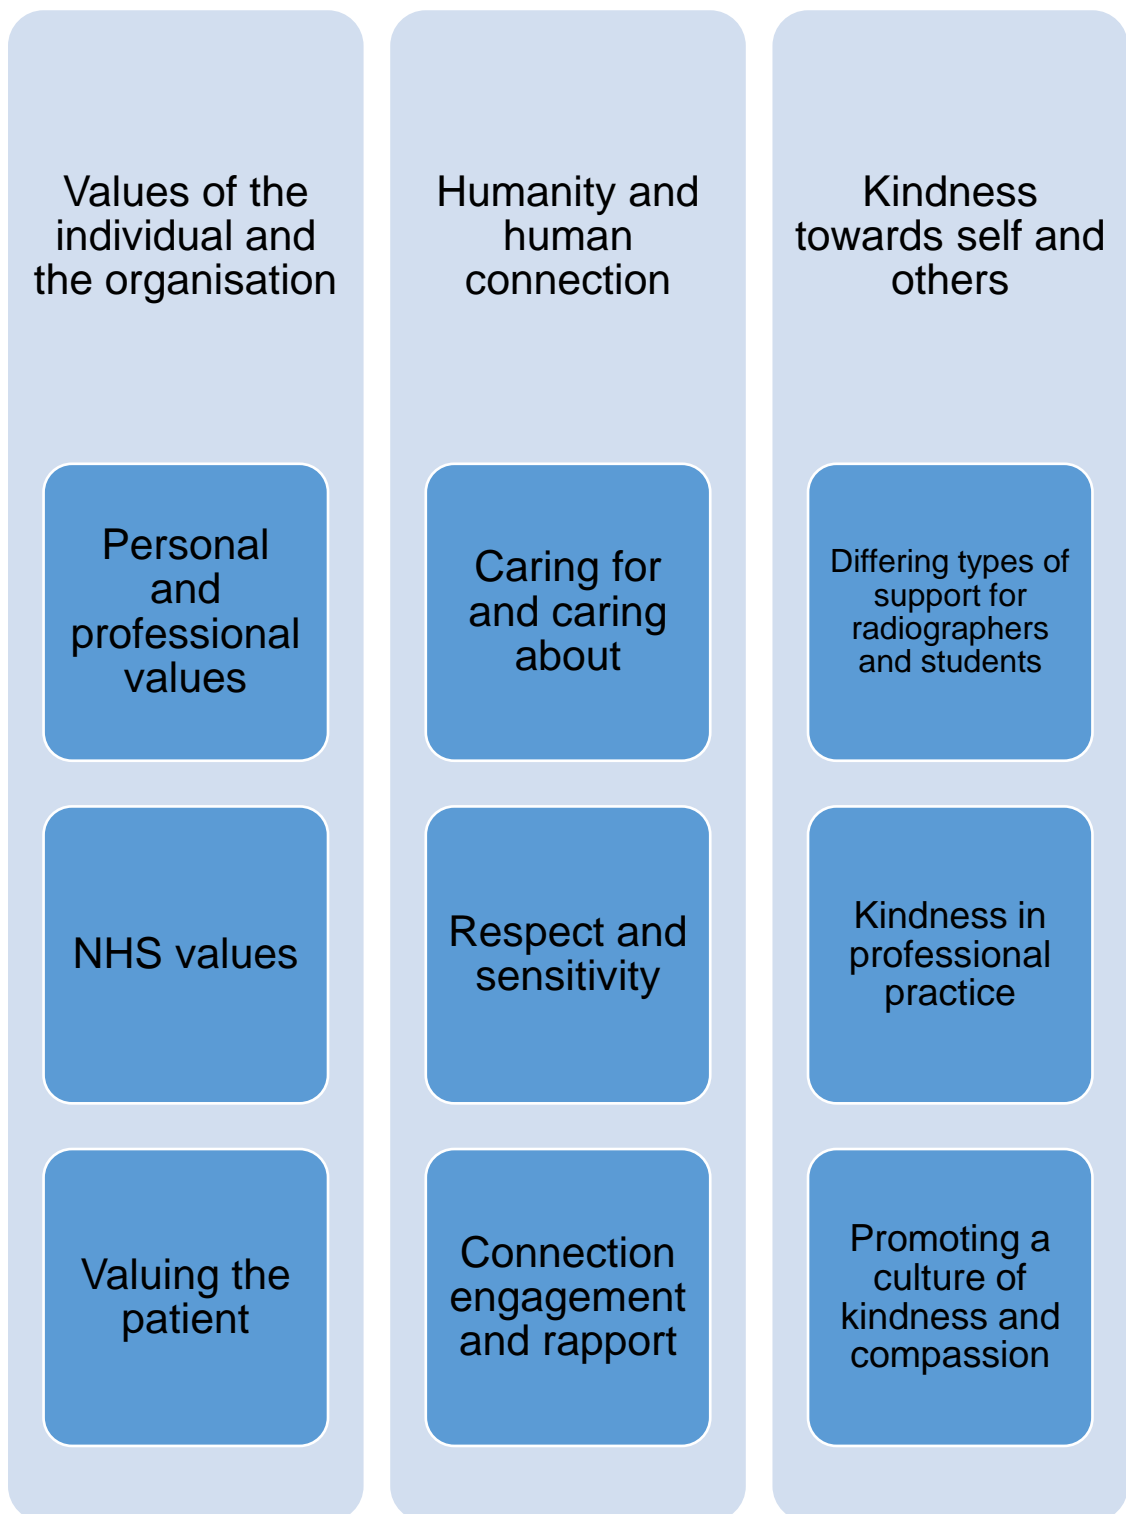 Values of the
individual and
the organisation
Personal
and
professional
values
NHS values
Valuing the
patient
Humanity and
human
connection
Caring for
and caring
about
Respect and
sensitivity
Connection
engagement
and rapport
Kindness
towards self and
others
Differing types of
support for
radiographers
and students
Kindness in
professional
practice
Promoting a
culture of
kindness and
compassion